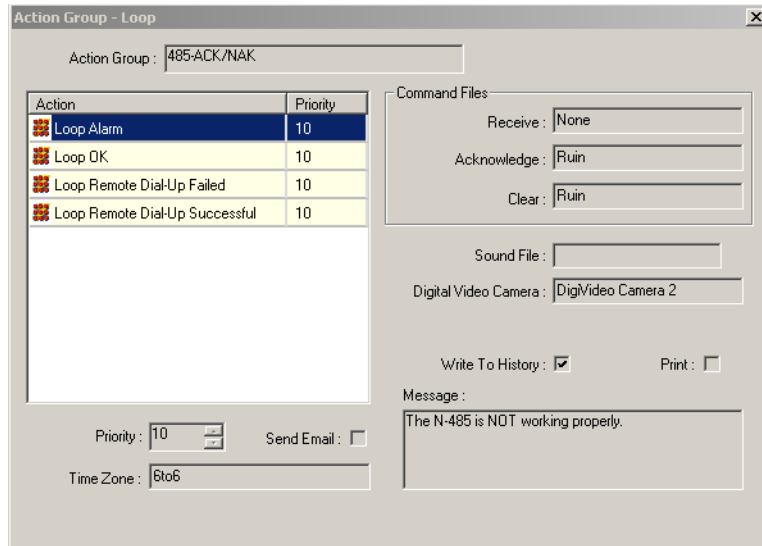 Action Group - Loop
Action Group : 485-ACK/NAK
Action Priority
Loop Alarm 10
Loop OK 10
Loop Remote Dial-Up Failed 10
Loop Remote Dial-Up Successful 10
Command Files
Receive : None
Acknowledge : Ruin
Clear : Ruin
Sound File :
Digital Video Camera : DigiVideo Camera 2
Write To History : Print :
Message :
The N-485 is NOT working properly.
Priority : 10 Send Email :
Time Zone : 6to6